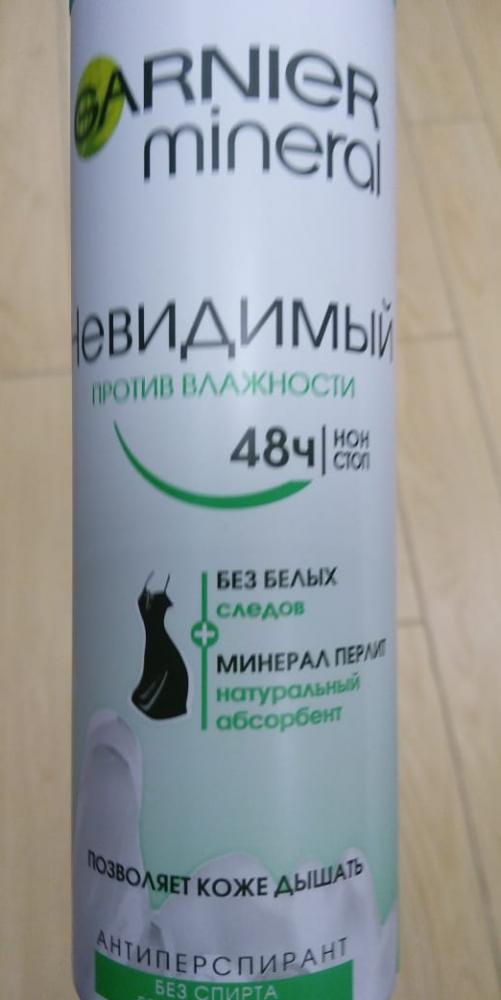 GARNIER
mineral
Невидимый
ПРОТИВ ВЛАЖНОСТИ
48ч НОН
СТОП
БЕЗ БЕЛЫХ
следов
+
МИНЕРАЛ ПЕРЛИТ
натуральный
абсорбент
ПОЗВОЛЯЕТ КОЖЕ ДЫШАТЬ
АНТИПЕРСПИРАНТ
БЕЗ СПИРТА